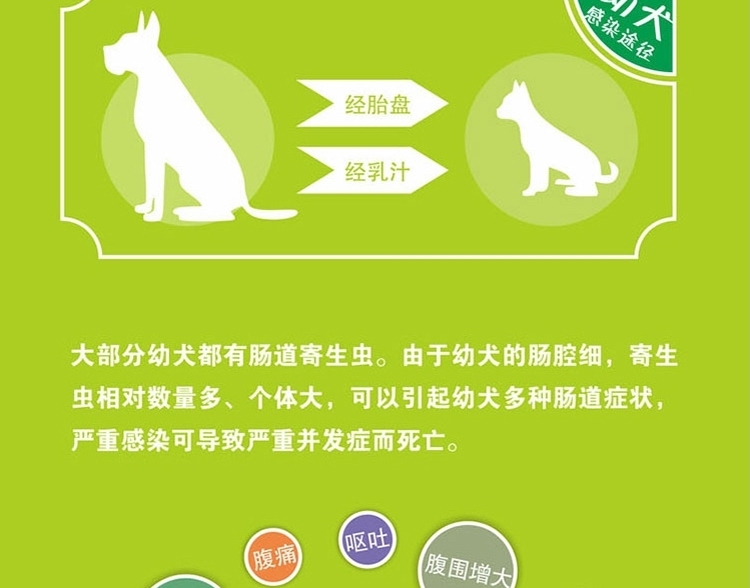 幼犬
感染途径
经胎盘
经乳汁
大部分幼犬都有肠道寄生虫。由于幼犬的肠腔细，寄生
虫相对数量多、个体大，可以引起幼犬多种肠道症状，
严重感染可导致严重并发症而死亡。
呕吐
腹痛
腹围增大